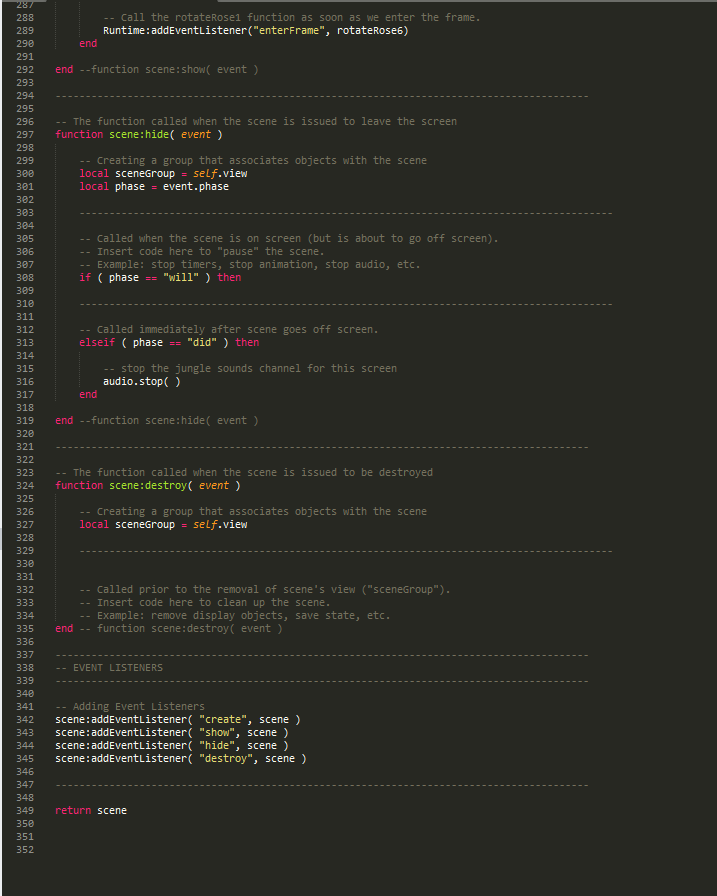 287
288 -- Call the rotateRose1 function as soon as we enter the frame.
289 Runtime:addEventListener("enterFrame", rotateRose6)
290 end
291
292 end --function scene:show( event )
293
294 -----------------------------------------------------------------------------------------
295
296 -- The function called when the scene is issued to leave the screen
297 function scene:hide( event )
298
299 -- Creating a group that associates objects with the scene
300 local sceneGroup = self.view
301 local phase = event.phase
302
303 -----------------------------------------------------------------------------------------
304
305 -- Called when the scene is on screen (but is about to go off screen).
306 -- Insert code here to "pause" the scene.
307 -- Example: stop timers, stop animation, stop audio, etc.
308 if ( phase == "will" ) then
309
310 -----------------------------------------------------------------------------------------
311
312 -- Called immediately after scene goes off screen.
313 elseif ( phase == "did" ) then
314
315 -- stop the jungle sounds channel for this screen
316 audio.stop( )
317 end
318
319 end --function scene:hide( event )
320
321 -----------------------------------------------------------------------------------------
322
323 -- The function called when the scene is issued to be destroyed
324 function scene:destroy( event )
325
326 -- Creating a group that associates objects with the scene
327 local sceneGroup = self.view
328
329 -----------------------------------------------------------------------------------------
330
331
332 -- Called prior to the removal of scene's view ("sceneGroup").
333 -- Insert code here to clean up the scene.
334 -- Example: remove display objects, save state, etc.
335 end -- function scene:destroy( event )
336
337 -----------------------------------------------------------------------------------------
338 -- EVENT LISTENERS
339 -----------------------------------------------------------------------------------------
340
341 -- Adding Event Listeners
342 scene:addEventListener( "create", scene )
343 scene:addEventListener( "show", scene )
344 scene:addEventListener( "hide", scene )
345 scene:addEventListener( "destroy", scene )
346
347 -----------------------------------------------------------------------------------------
348
349 return scene
350
351
352